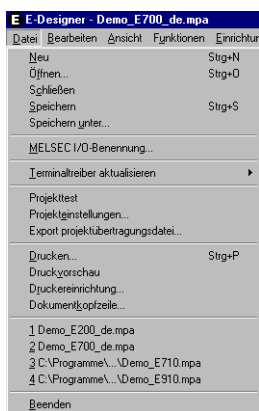 E-Designer - Demo_E700_de.mpa
Datei Bearbeiten Ansicht Funktionen Einrichtun
Neu Strg+N
Öffnen... Strg+O
Schließen
Speichern Strg+S
Speichern unter...
MELSEC I/O-Benennung...
Terminaltreiber aktualisieren
Projekttest
Projekteinstellungen...
Export projektübertragungsdatei...
Drucken... Strg+P
Druckvorschau
Druckereinrichtung...
Dokumentkopfzeile...
1 Demo_E200_de.mpa
2 Demo_E700_de.mpa
3 C:\Programme\...\Demo_E710.mpa
4 C:\Programme\...\Demo_E910.mpa
Beenden